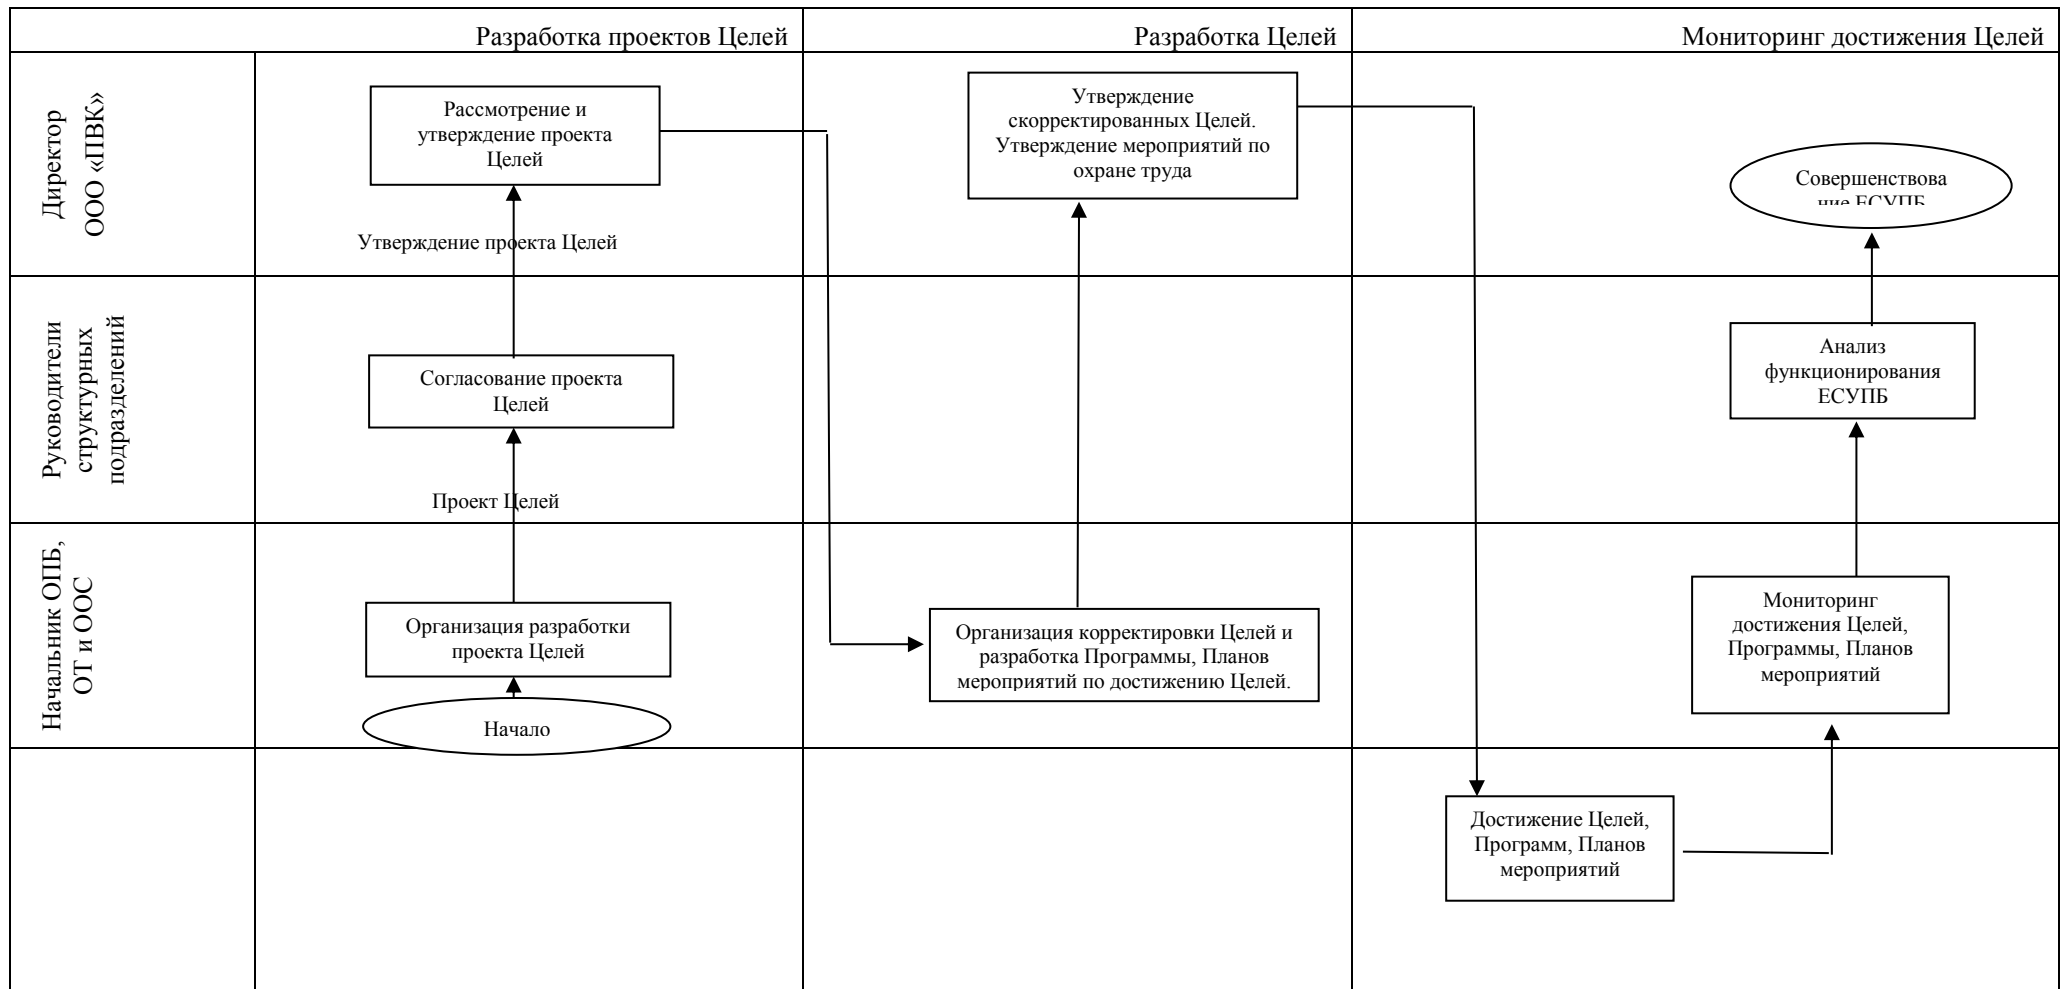 Разработка проектов Целей
Разработка Целей
Мониторинг достижения Целей
Директор
ООО «ПВК»
Рассмотрение и
утверждение проекта
Целей
Утверждение проекта Целей
Утверждение
скорректированных Целей.
Утверждение мероприятий по
охране труда
Совершенствова
ние ЕСУПБ
Руководители
структурных
подразделений
Согласование проекта
Целей
Проект Целей
Анализ
функционирования
ЕСУПБ
Начальник ОПБ,
ОТ и ООС
Организация разработки
проекта Целей
Начало
Организация корректировки Целей и
разработка Программы, Планов
мероприятий по достижению Целей.
Мониторинг
достижения Целей,
Программы, Планов
мероприятий
Достижение Целей,
Программ, Планов
мероприятий